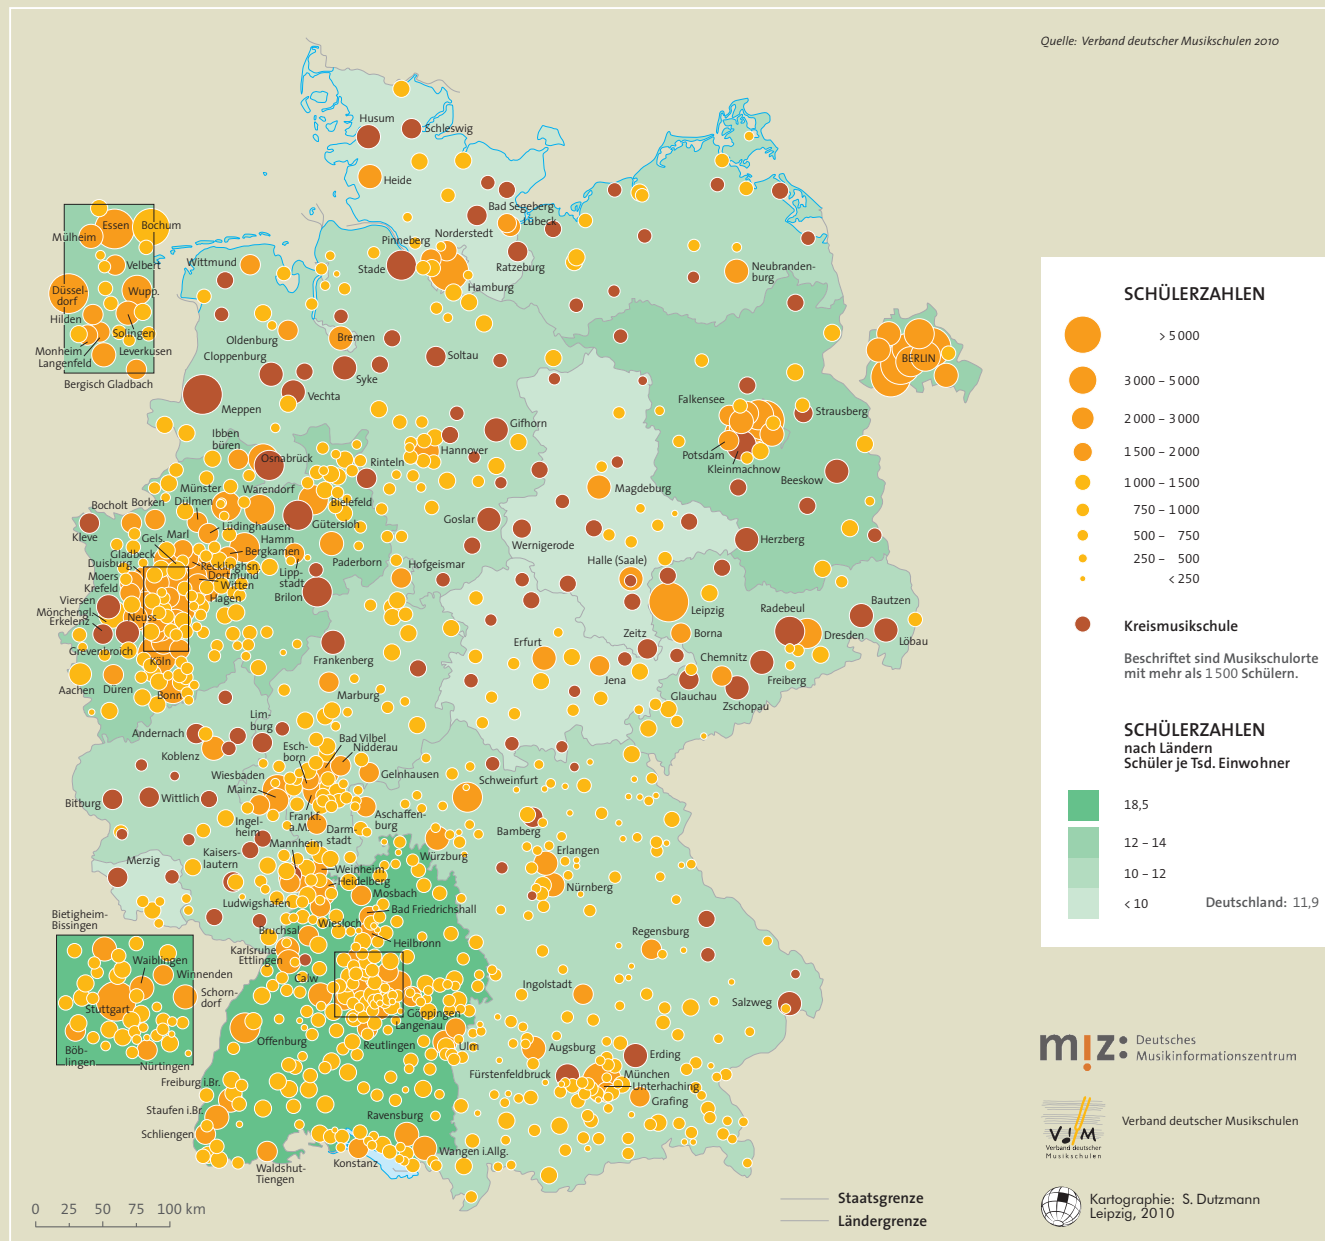 Quelle: Verband deutscher Musikschulen 2010
Husum
Schleswig
Heide
Bad Segeberg
Lübeck
Norderstedt
Pinneberg
Ratzeburg
Stade
Hamburg
Neubranden-
burg
Wittmund
Essen
Bochum
Mülheim
Velbert
Düssel-
dorf
Wupp.
Hilden
Solingen
Monheim
Langenfeld
Leverkusen
Bergisch Gladbach
Oldenburg
Bremen
Cloppenburg
Soltau
Syke
Vechta
Meppen
BERLIN
Falkensee
Strausberg
Potsdam
Kleinmachnow
Beeskow
Gifhorn
Hannover
Ibben
büren
Osnabrück
Rinteln
Magdeburg
Münster
Warendorf
Bielefeld
Bocholt
Borken
Dülmen
Lüdinghausen
Gütersloh
Goslar
Wernigerode
Herzberg
Kleve
Gels.
Marl
Hamm
Gladbeck
Bergkamen
Paderborn
Hofgeismar
Halle (Saale)
Duisburg
Recklinghsn.
Dortmund
Lipp-
stadt
Moers
Krefeld
Witten
Hagen
Brilon
Viersen
Mönchengl.
Erkelenz
Neuss
Grevenbroich
Köln
Aachen
Düren
Bonn
Frankenberg
Marburg
Leipzig
Borna
Radebeul
Dresden
Bautzen
Löbau
Erfurt
Jena
Zeitz
Chemnitz
Freiberg
Glauchau
Zschopau
Andernach
Koblenz
Lim-
burg
Esch-
born
Bad Vilbel
Nidderau
Gelnhausen
Wiesbaden
Mainz
Schweinfurt
Bitburg
Wittlich
Frankf.
a.M.
Aschaffen-
burg
Ingel-
heim
Darm-
stadt
Bamberg
Mannheim
Würzburg
Kaisers-
lautern
Erlangen
Merzig
Weinheim
Heidelberg
Mosbach
Nürnberg
Ludwigshafen
Bad Friedrichshall
Wiesloch
Bietigheim-
Bissingen
Bruchsal
Heilbronn
Regensburg
Karlsruhe
Ettlingen
Waiblingen
Winnenden
Calw
Schorn-
dorf
Stuttgart
Ingolstadt
Salzweg
Göppingen
Langenau
Offenburg
Reutlingen
Ulm
Augsburg
Erding
Böb-
lingen
Nürtingen
Fürstenfeldbruck
München
Unterhaching
Grafing
Freiburg i.Br.
Staufen i.Br.
Ravensburg
Schliengen
Wangen i.Allg.
Konstanz
Waldshut-
Tiengen
SCHÜLERZAHLEN
> 5 000
3 000 – 5 000
2 000 – 3 000
1 500 – 2 000
1 000 – 1 500
750 – 1 000
500 – 750
250 – 500
< 250
Kreismusikschule
Beschriftet sind Musikschulorte
mit mehr als 1 500 Schülern.
SCHÜLERZAHLEN
nach Ländern
Schüler je Tsd. Einwohner
18,5
12 – 14
10 – 12
< 10
Deutschland: 11,9
miz:
Deutsches
Musikinformationszentrum
VdM
Verband deutscher
Musikschulen
Verband deutscher Musikschulen
Kartographie: S. Dutzmann
Leipzig, 2010
Staatsgrenze
Ländergrenze
0 25 50 75 100 km